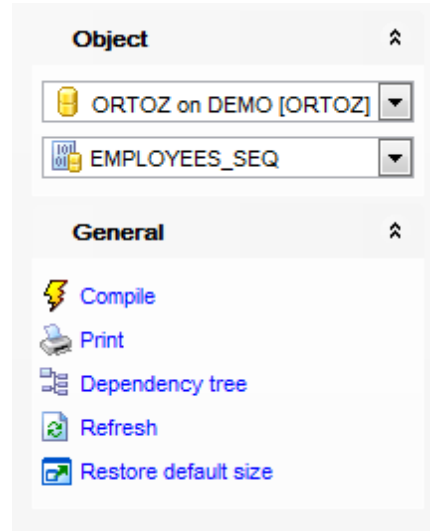 Object
ORTOZ on DEMO [ORTOZ]
EMPLOYEES_SEQ
General
Compile
Print
Dependency tree
Refresh
Restore default size